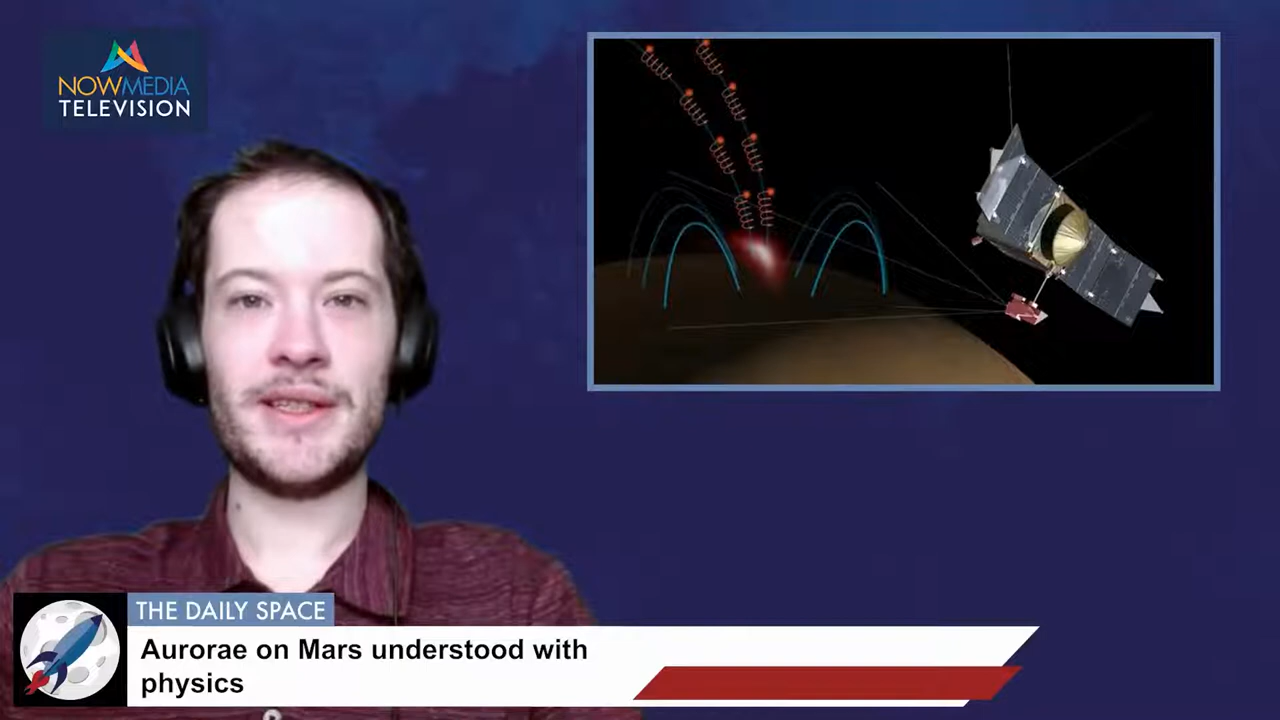 NOWMEDIA
TELEVISION
THE DAILY SPACE
Aurorae on Mars understood with
physics